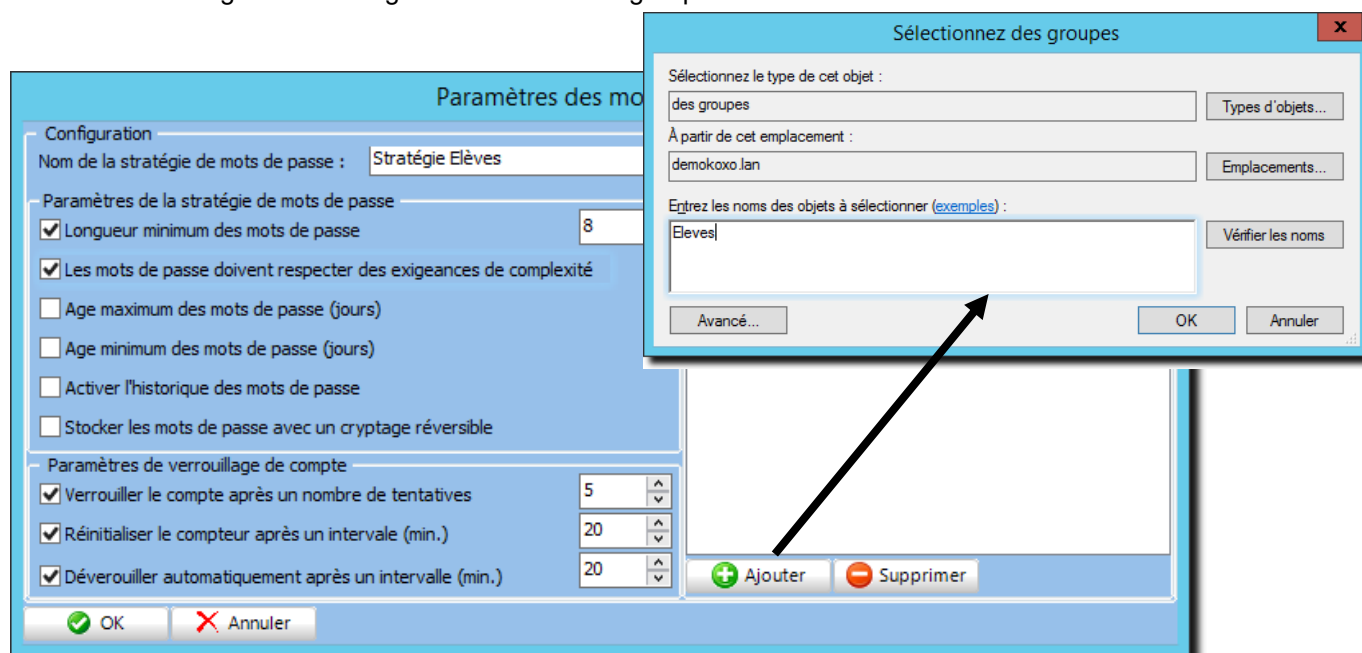 Sélectionnez des groupes
x
Sélectionnez le type de cet objet :
des groupes
Types d'objets...
À partir de cet emplacement :
demokoxo.lan
Emplacements...
Entrez les noms des objets à sélectionner (exemples) :
Eleves
Vérifier les noms
Avancé...
OK
Annuler
Paramètres des mo
Configuration
Nom de la stratégie de mots de passe :
Stratégie Elèves
Paramètres de la stratégie de mots de passe
Longueur minimum des mots de passe
8
Les mots de passe doivent respecter des exigeances de complexité
Age maximum des mots de passe (jours)
Age minimum des mots de passe (jours)
Activer l'historique des mots de passe
Stocker les mots de passe avec un cryptage réversible
Paramètres de verrouillage de compte
Verrouiller le compte après un nombre de tentatives
5
Réinitialiser le compteur après un intervale (min.)
20
Déverouiller automatiquement après un intervalle (min.)
20
Ajouter
Supprimer
OK
Annuler